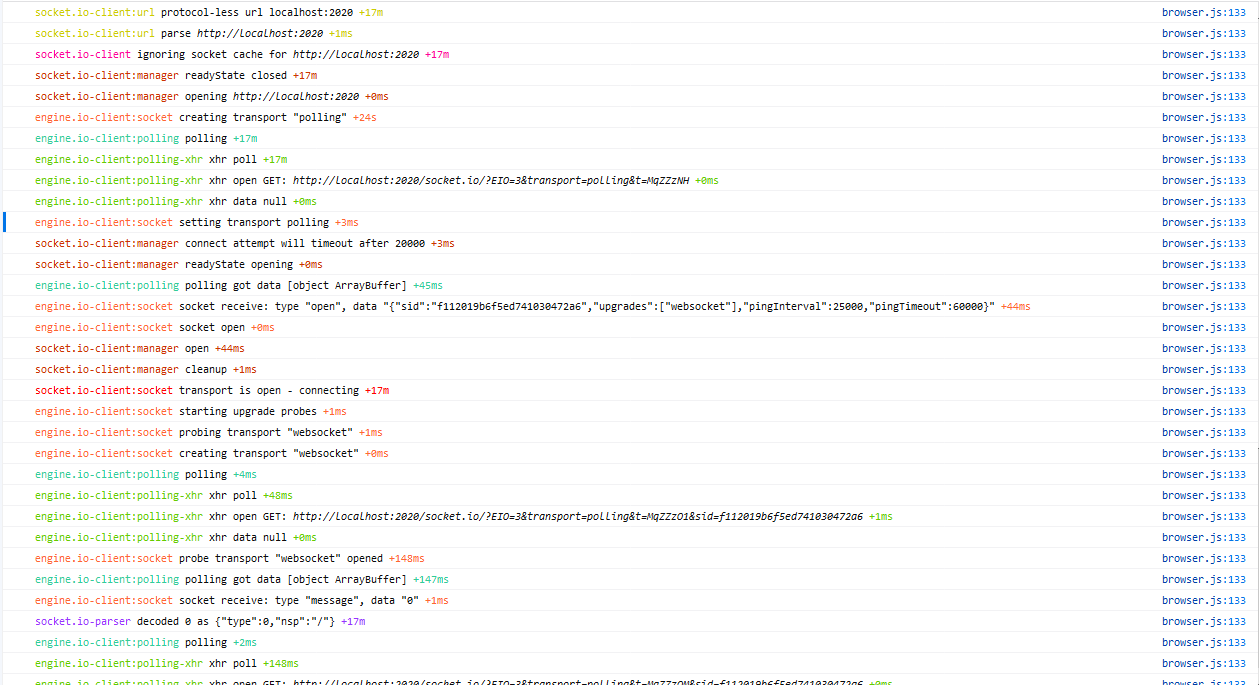 socket.io-client:url protocol-less url localhost:2020 +17m browser.js:133
socket.io-client:url parse http://localhost:2020 +1ms browser.js:133
socket.io-client ignoring socket cache for http://localhost:2020 +17m browser.js:133
socket.io-client:manager readyState closed +17m browser.js:133
socket.io-client:manager opening http://localhost:2020 +0ms browser.js:133
engine.io-client:socket creating transport "polling" +24s browser.js:133
engine.io-client:polling polling +17m browser.js:133
engine.io-client:polling-xhr xhr poll +17m browser.js:133
engine.io-client:polling-xhr xhr open GET: http://localhost:2020/socket.io/?EIO=3&transport=polling&t=MqZZzNH +0ms browser.js:133
engine.io-client:polling-xhr xhr data null +0ms browser.js:133
engine.io-client:socket setting transport polling +3ms browser.js:133
socket.io-client:manager connect attempt will timeout after 20000 +3ms browser.js:133
socket.io-client:manager readyState opening +0ms browser.js:133
engine.io-client:polling polling got data [object ArrayBuffer] +45ms browser.js:133
engine.io-client:socket socket receive: type "open", data "{"sid":"f112019b6f5ed741030472a6","upgrades":["websocket"],"pingInterval":25000,"pingTimeout":60000}" +44ms browser.js:133
engine.io-client:socket socket open +0ms browser.js:133
socket.io-client:manager open +44ms browser.js:133
socket.io-client:manager cleanup +1ms browser.js:133
socket.io-client:socket transport is open - connecting +17m browser.js:133
engine.io-client:socket starting upgrade probes +1ms browser.js:133
engine.io-client:socket probing transport "websocket" +1ms browser.js:133
engine.io-client:socket creating transport "websocket" +0ms browser.js:133
engine.io-client:polling polling +4ms browser.js:133
engine.io-client:polling-xhr xhr poll +48ms browser.js:133
engine.io-client:polling-xhr xhr open GET: http://localhost:2020/socket.io/?EIO=3&transport=polling&t=MqZZzO1&sid=f112019b6f5ed741030472a6 +1ms browser.js:133
engine.io-client:polling-xhr xhr data null +0ms browser.js:133
engine.io-client:socket probe transport "websocket" opened +148ms browser.js:133
engine.io-client:polling polling got data [object ArrayBuffer] +147ms browser.js:133
engine.io-client:socket socket receive: type "message", data "0" +1ms browser.js:133
socket.io-parser decoded 0 as {"type":0,"nsp":"/"} +17m browser.js:133
engine.io-client:polling polling +2ms browser.js:133
engine.io-client:polling-xhr xhr poll +148ms browser.js:133
engine.io-client:polling-xhr xhr open GET: +0ms browser.js:133